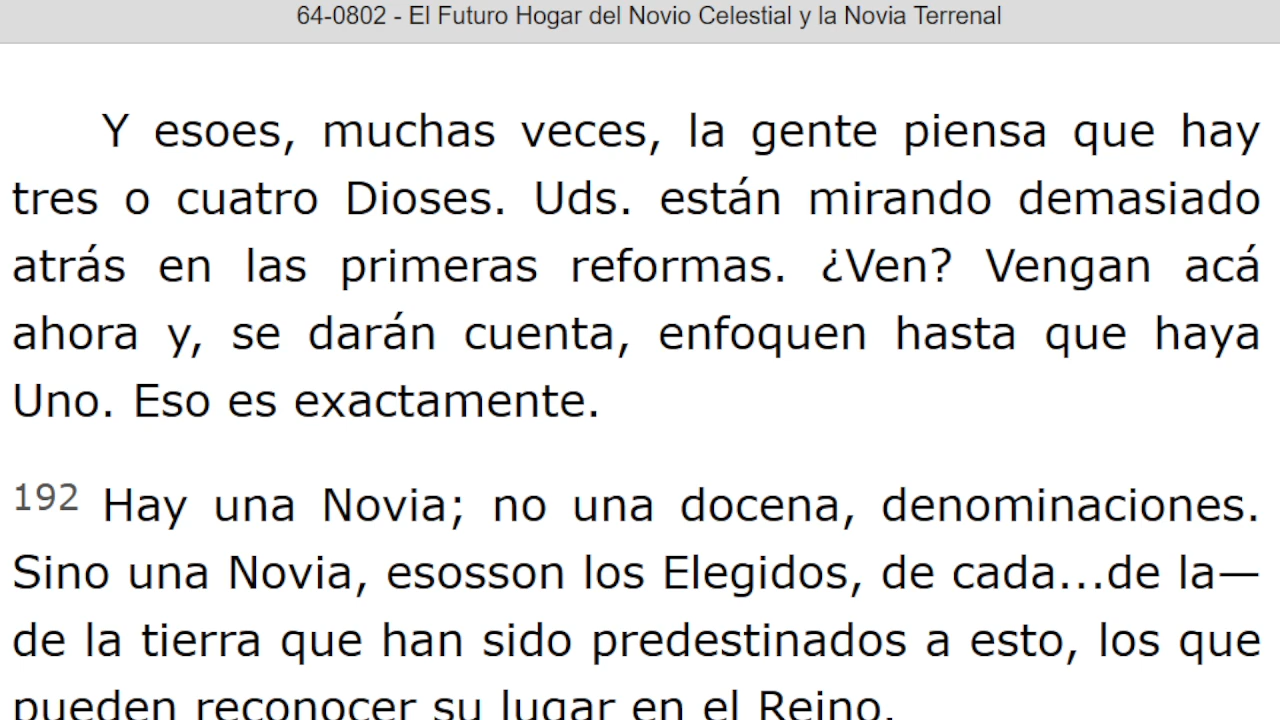 64-0802 - El Futuro Hogar del Novio Celestial y la Novia Terrenal
Y esoes, muchas veces, la gente piensa que hay
tres o cuatro Dioses. Uds. están mirando demasiado
atrás en las primeras reformas. ¿Ven? Vengan acá
ahora y, se darán cuenta, enfoquen hasta que haya
Uno. Eso es exactamente.
192 Hay una Novia; no una docena, denominaciones.
Sino una Novia, esosson los Elegidos, de cada...de la—
de la tierra que han sido predestinados a esto, los que
pueden reconocer su lugar en el Reino.